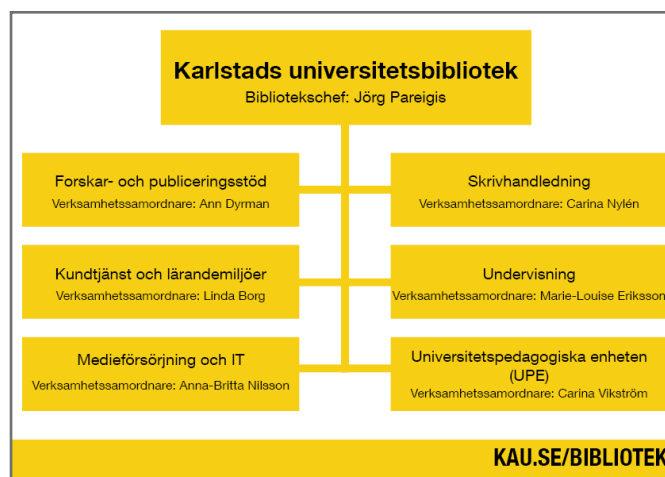 Karlstads universitetsbibliotek
Bibliotekschef: Jörg Pareigis
Forskar- och publiceringsstöd
Verksamhetssamordnare: Ann Dyrman
Skrivhandledning
Verksamhetssamordnare: Carina Nylén
Kundtjänst och lärandemiljöer
Verksamhetssamordnare: Linda Borg
Undervisning
Verksamhetssamordnare: Marie-Louise Eriksson
Medieförsörjning och IT
Verksamhetssamordnare: Anna-Britta Nilsson
Universitetspedagogiska enheten
(UPE)
Verksamhetssamordnare: Carina Vikström
KAU.SE/BIBLIOTEK